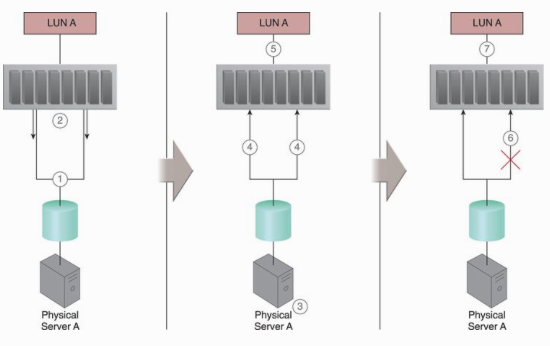 LUN A
2
1
Physical
Server A
LUN A
5
4 4
3
Physical
Server A
LUN A
7
6
Physical
Server A